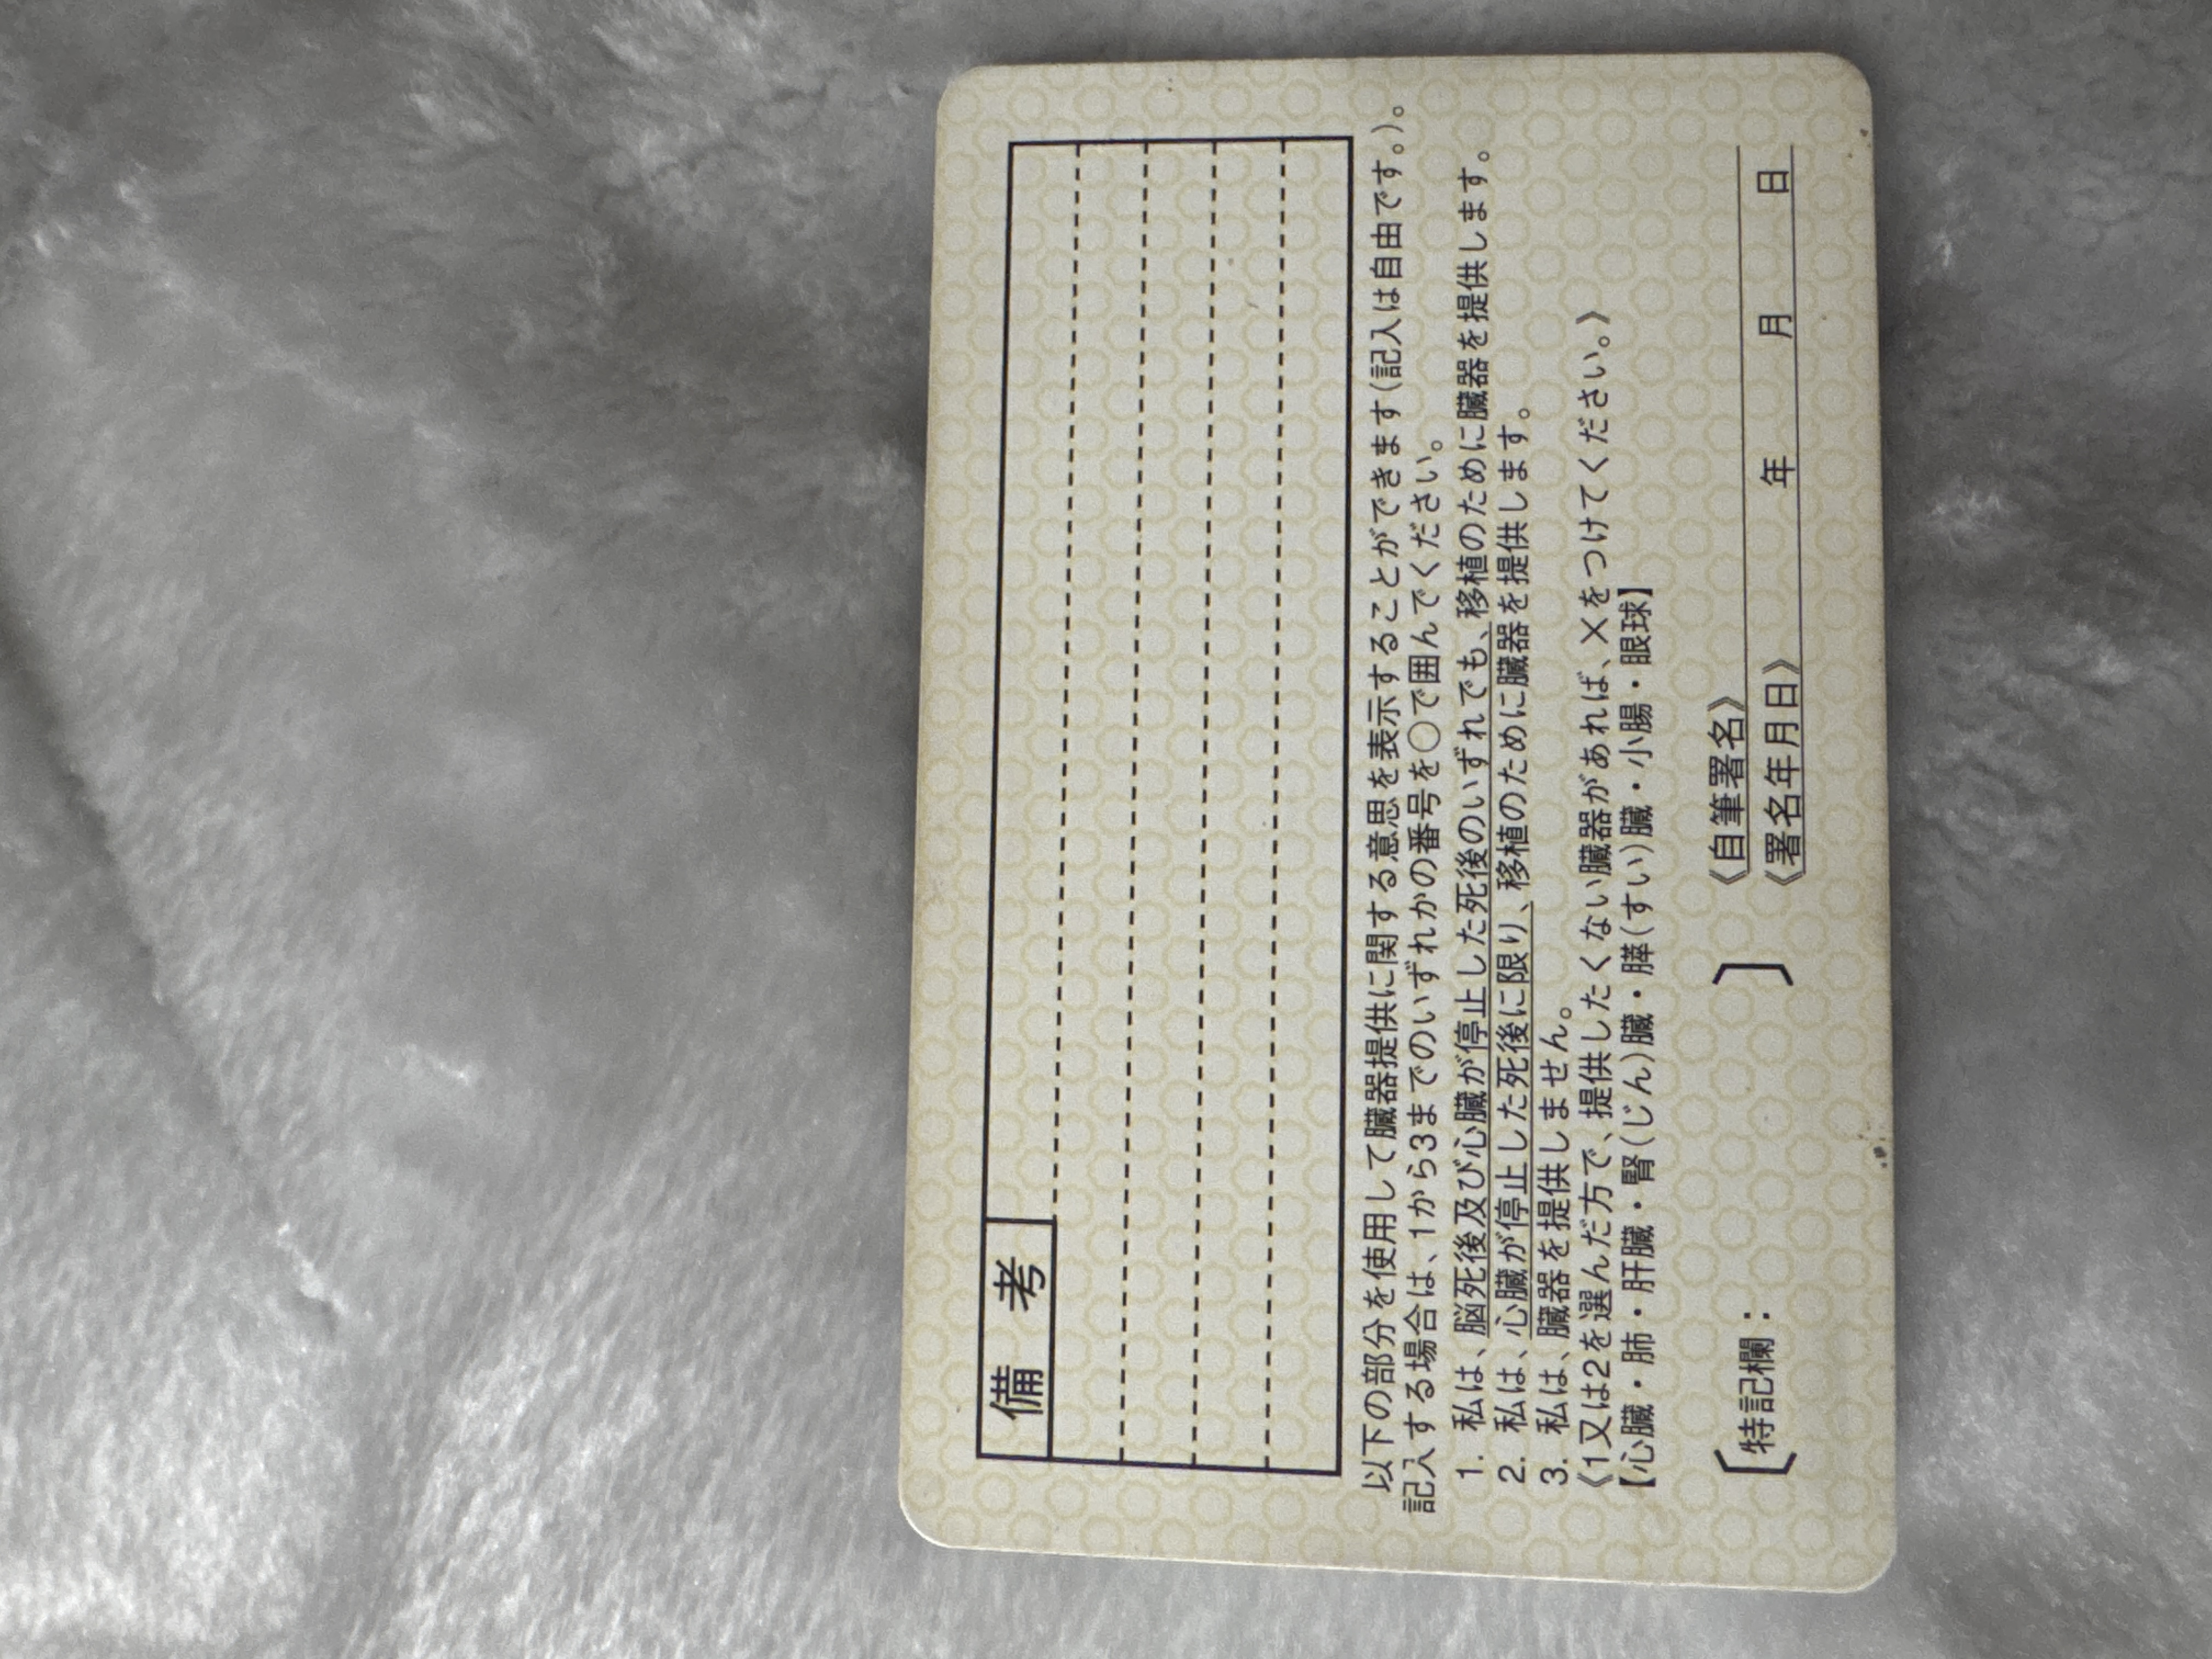 備 考
以下の部分を使用して臓器提供に関する意思を表示することができます(記入は自由です。)。
記入する場合は、1から3までのいずれかの番号を〇で囲んでください。
1. 私は、脳死後及び心臓が停止した死後のいずれでも、移植のために臓器を提供します。
2. 私は、心臓が停止した死後に限り、移植のために臓器を提供します。
3. 私は、臓器を提供しません。
《1又は2を選んだ方で、提供したくない臓器があれば、×をつけてください。》
【心臓・肺・肝臓・腎(じん)臓・膵(すい)臓・小腸・眼球】
〔特記欄： 〕 《自筆署名》
《署名年月日》 年 月 日